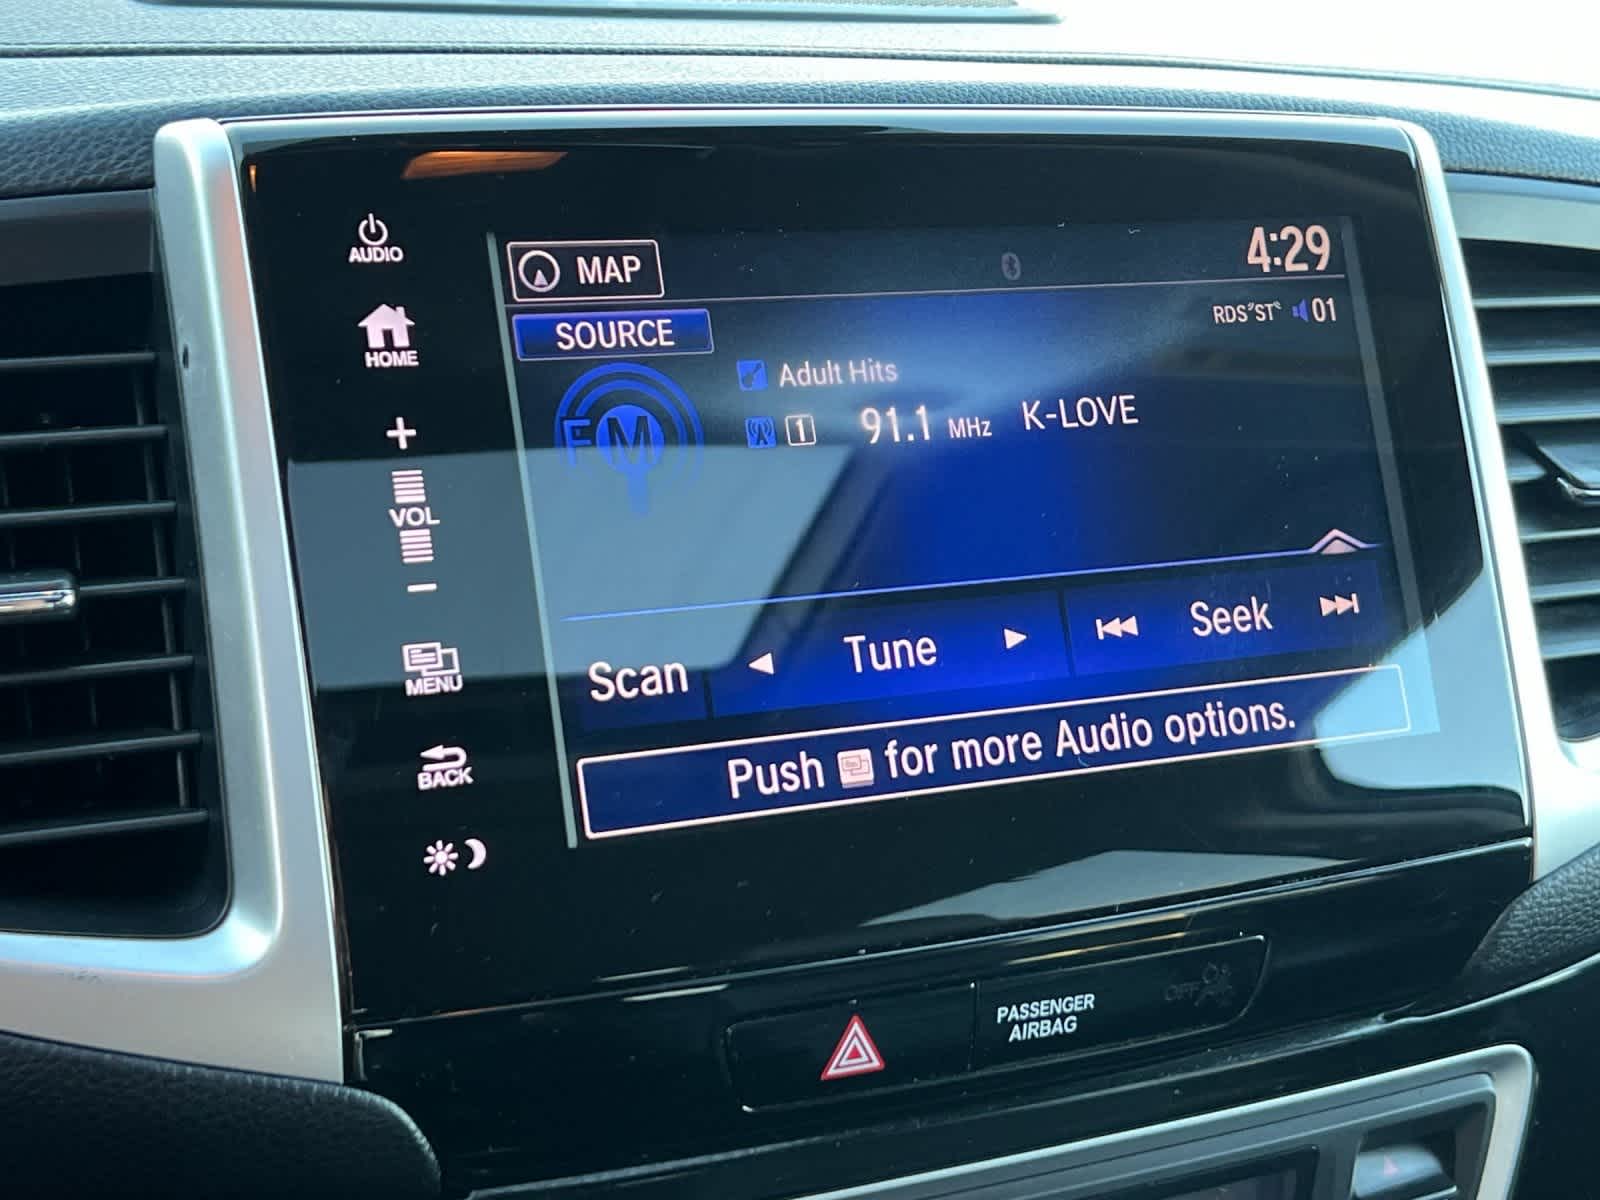 AUDIO
HOME
+
VOL
-
MENU
BACK
MAP
4:29
SOURCE
RDS ST 01
Adult Hits
FM
1 91.1 MHz K-LOVE
Scan Tune Seek
Push for more Audio options.
PASSENGER
AIRBAG
OFF